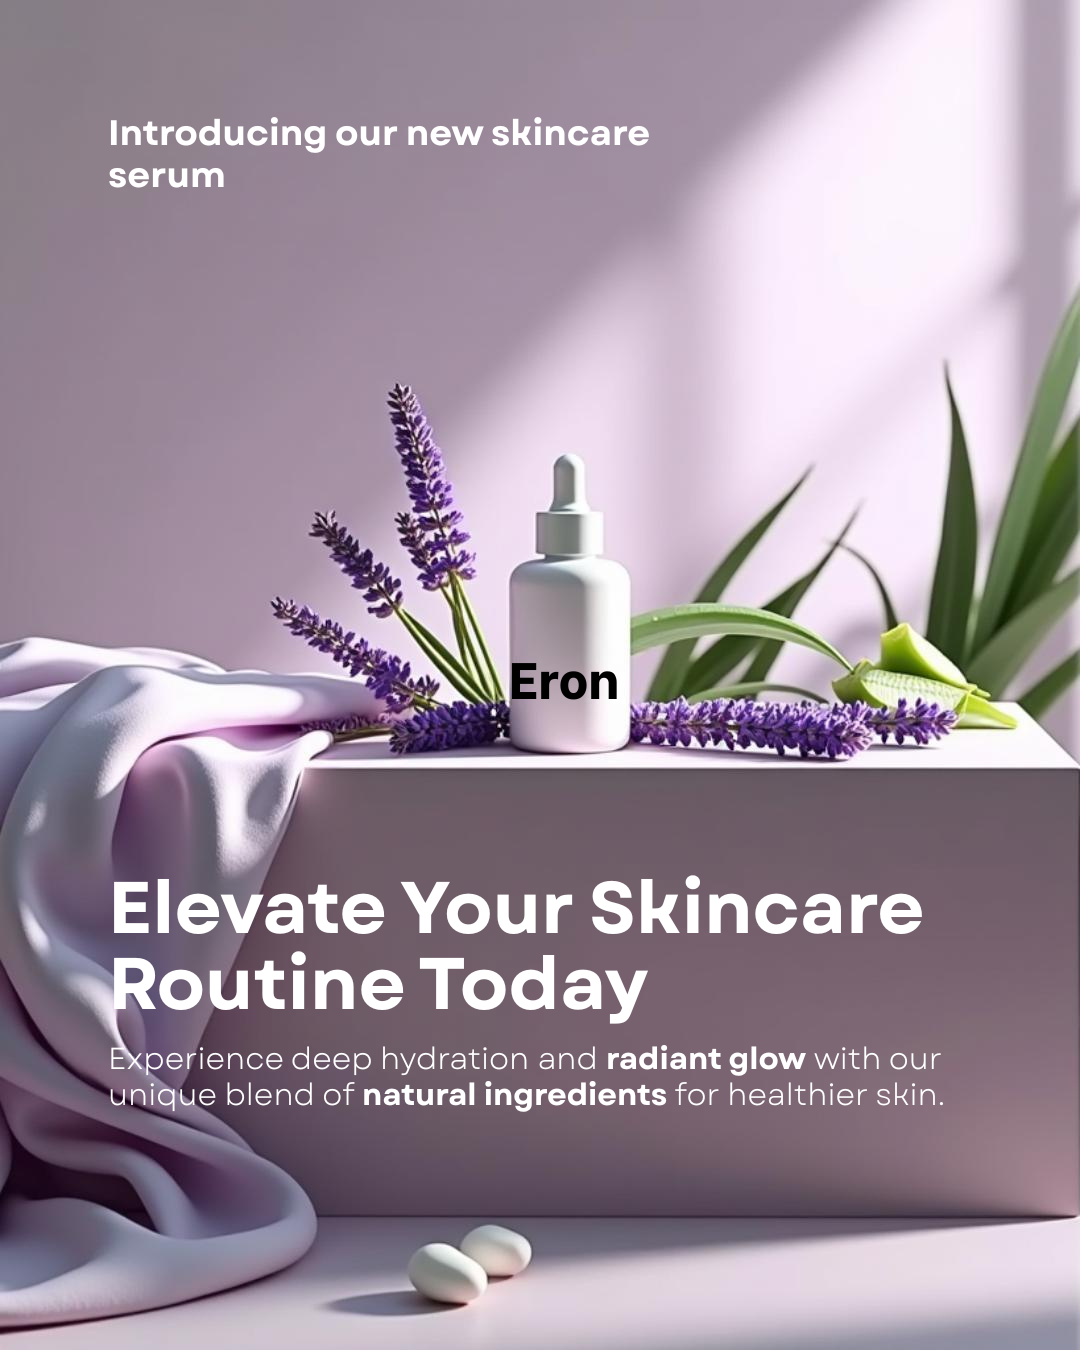 Introducing our new skincare
serum
Eron
Elevate Your Skincare
Routine Today
Experience deep hydration and radiant glow with our
unique blend of natural ingredients for healthier skin.